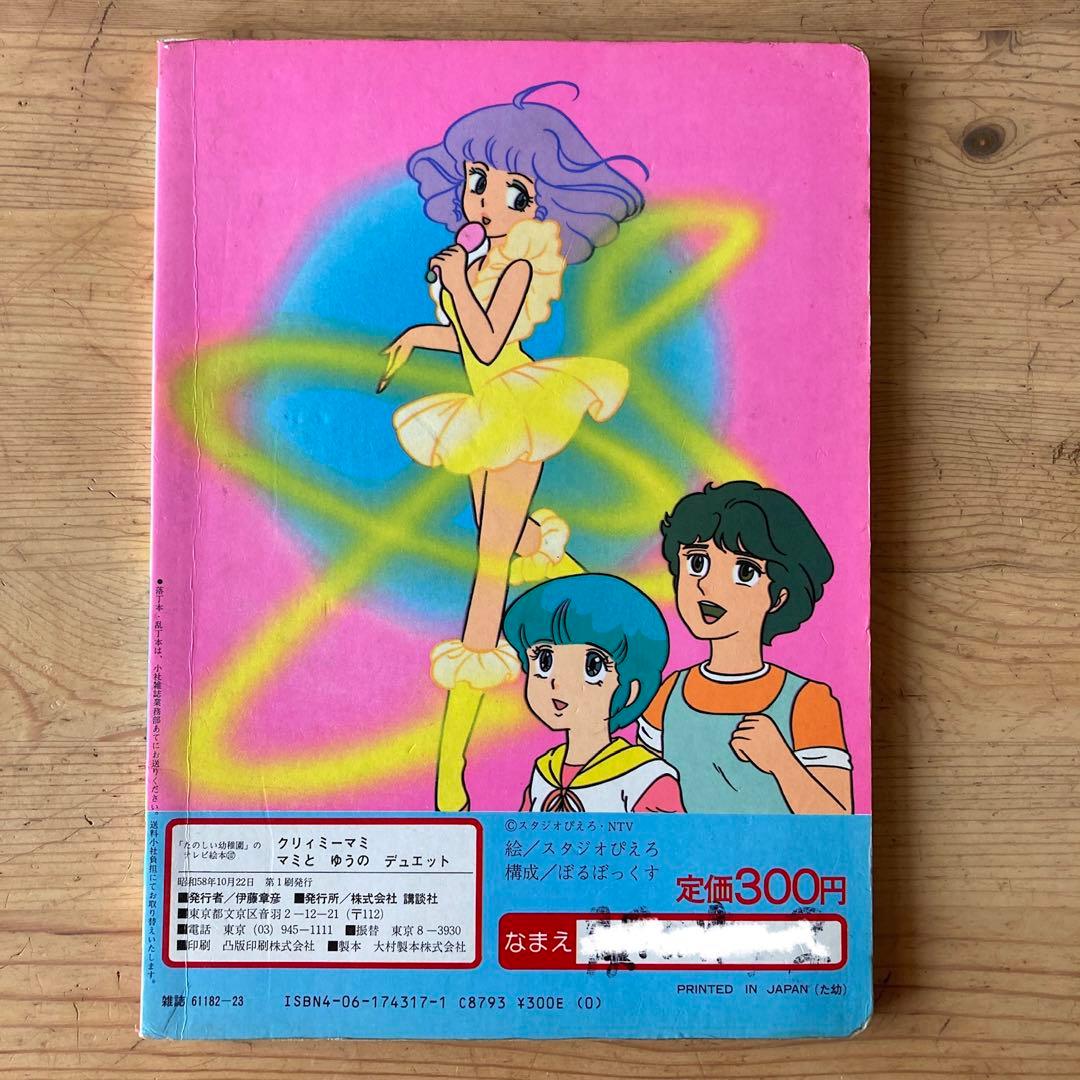 ●落丁本・乱丁本は、小社雑誌業務部あてにお送りください。送料小社負担にてお取り替えいたします。
「たのしい幼稚園」の
テレビ絵本
クリィミーマミ
マミと ゆうの デュエット
昭和58年10月22日 第1刷発行
■発行者/伊藤章彦 ■発行所/株式会社 講談社
■東京都文京区音羽2-12-21(〒112)
■電話 東京(03)945-1111 ■振替 東京8-3930
■印刷 凸版印刷株式会社 ■製本 大村製本株式会社
©スタジオぴえろ・NTV
絵/スタジオぴえろ
構成/ぽるぼっくす
定価300円
なまえ
雑誌 61182-23
ISBN4-06-174317-1 C8793 ¥300E (0)
PRINTED IN JAPAN(た幼)